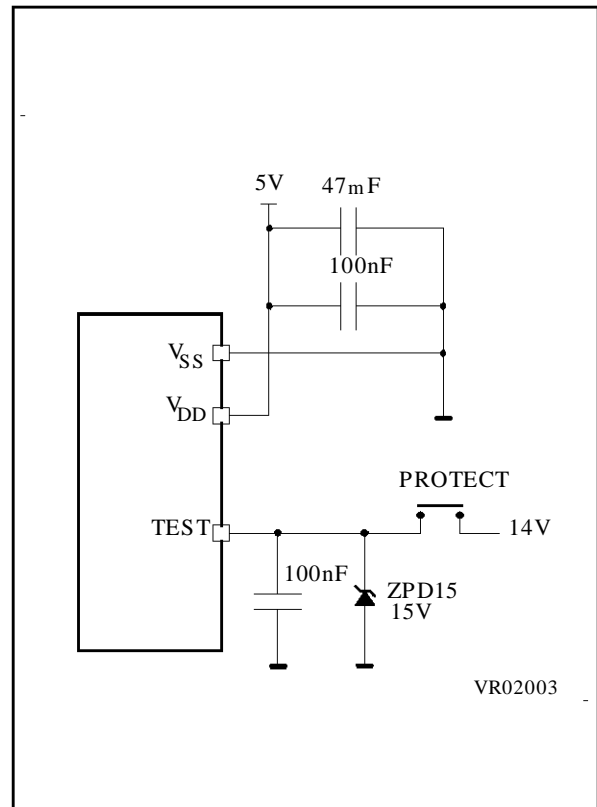 5V 47mF
100nF
VSS
VDD
PROTECT
TEST 14V
100nF ZPD15
15V
VR02003